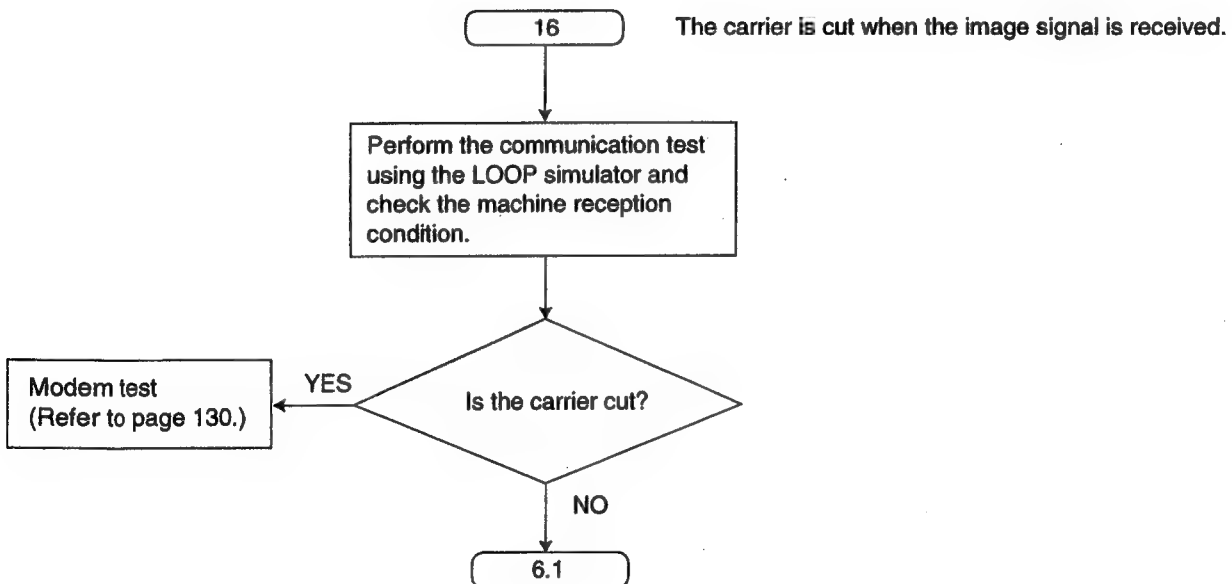 16
The carrier is cut when the image signal is received.
Perform the communication test
using the LOOP simulator and
check the machine reception
condition.
Is the carrier cut?
YES
Modem test
(Refer to page 130.)
NO
6.1